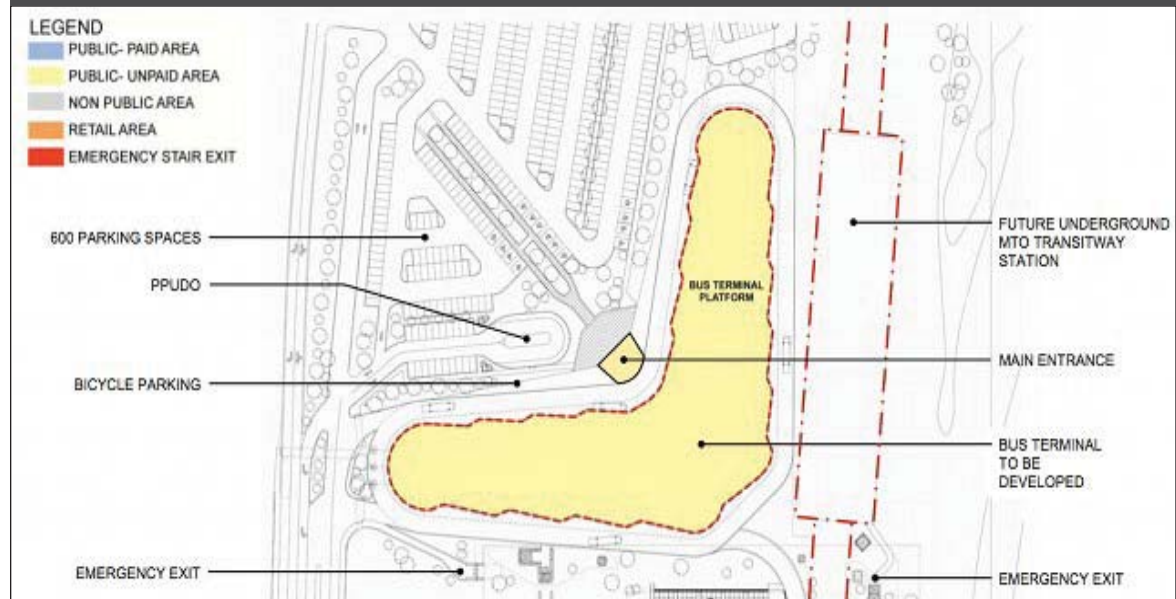 LEGEND
PUBLIC- PAID AREA
PUBLIC- UNPAID AREA
NON PUBLIC AREA
RETAIL AREA
EMERGENCY STAIR EXIT
600 PARKING SPACES
PPUDO
BICYCLE PARKING
EMERGENCY EXIT
BUS TERMINAL
PLATFORM
FUTURE UNDERGROUND
MTO TRANSITWAY
STATION
MAIN ENTRANCE
BUS TERMINAL
TO BE
DEVELOPED
EMERGENCY EXIT